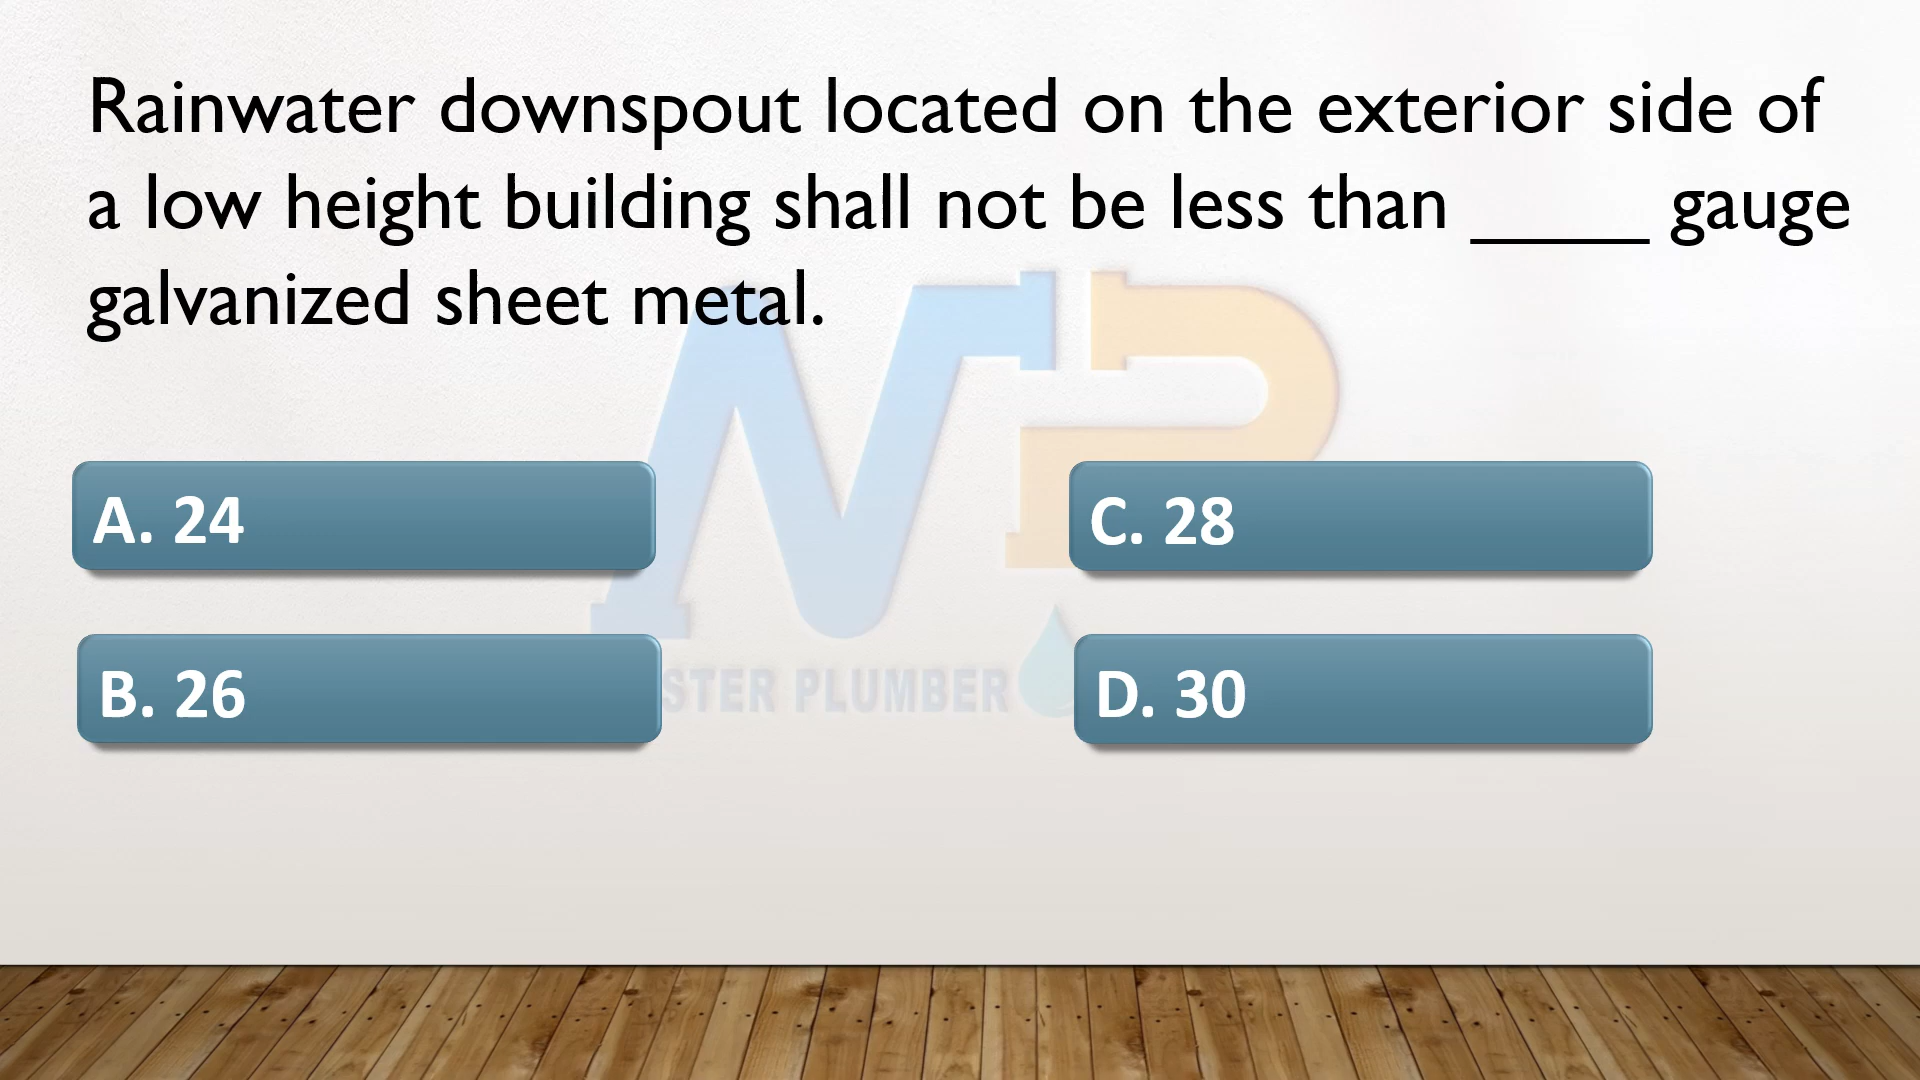 Rainwater downspout located on the exterior side of
a low height building shall not be less than _____ gauge
galvanized sheet metal.
A. 24
C. 28
B. 26
D. 30
STER PLUMBER